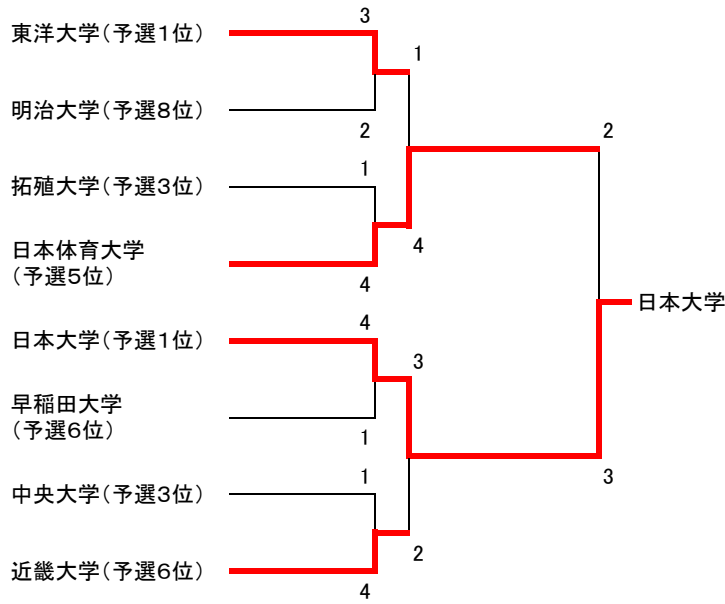 東洋大学(予選1位)
3
1
明治大学(予選8位)
2
2
拓殖大学(予選3位)
1
日本体育大学
(予選5位)
4
4
日本大学
日本大学(予選1位)
4
3
早稲田大学
(予選6位)
1
3
中央大学(予選3位)
1
2
近畿大学(予選6位)
4